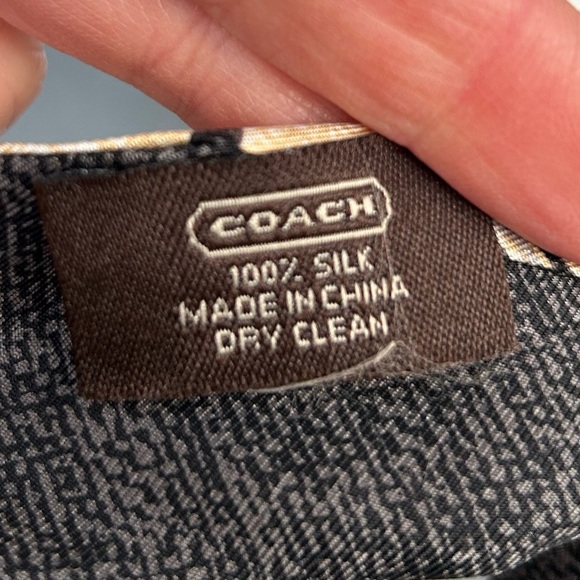 COACH
100% SILK
MADE IN CHINA
DRY CLEAN